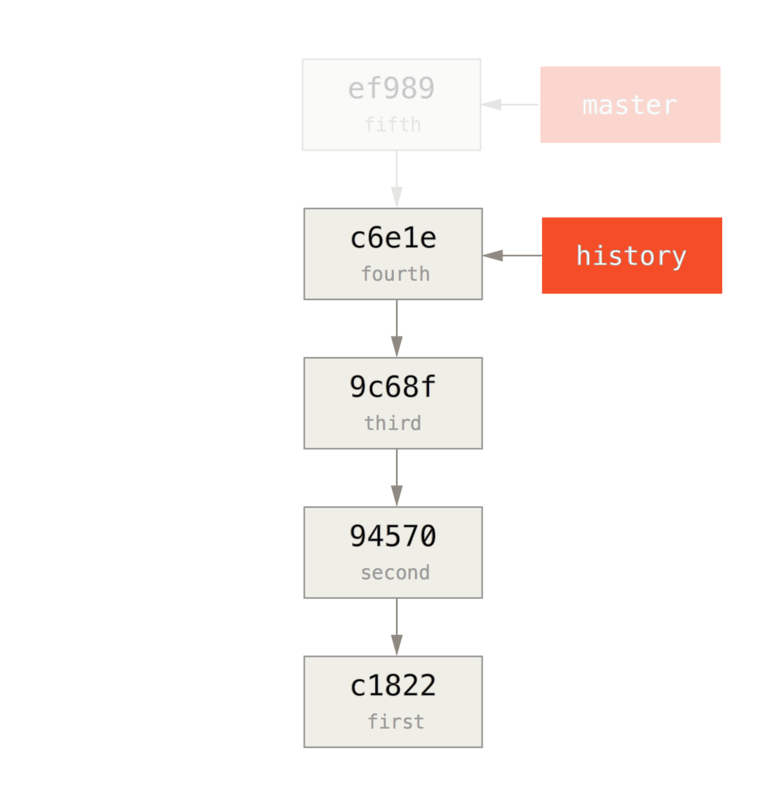 ef989
fifth
master
c6e1e
fourth
history
9c68f
third
94570
second
c1822
first